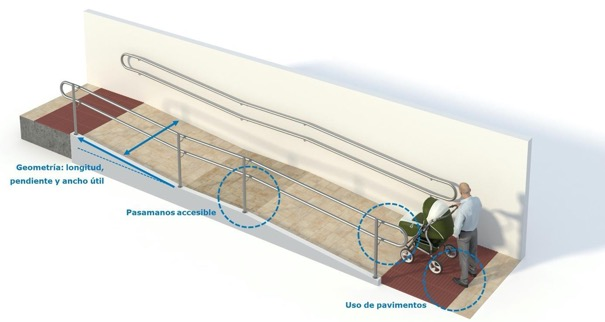 Geometría: longitud,
pendiente y ancho útil
Pasamanos accesible
Uso de pavimentos